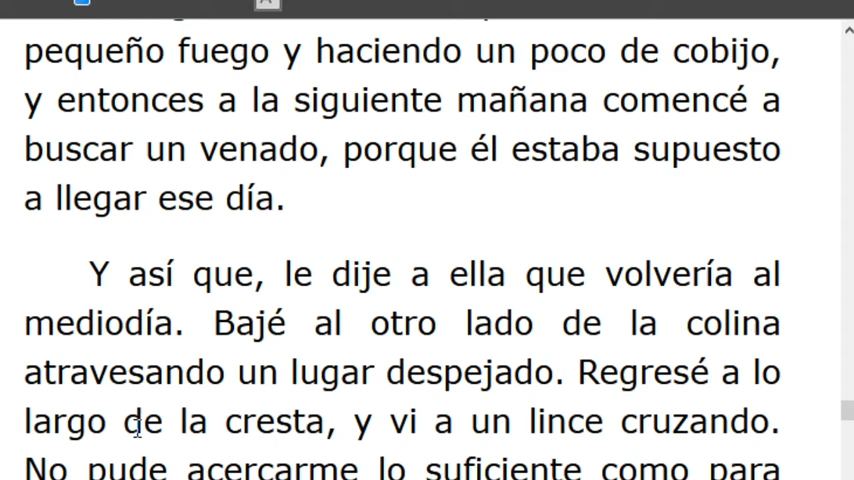 pequeño fuego y haciendo un poco de cobijo,
y entonces a la siguiente mañana comencé a
buscar un venado, porque él estaba supuesto
a llegar ese día.
Y así que, le dije a ella que volvería al
mediodía. Bajé al otro lado de la colina
atravesando un lugar despejado. Regresé a lo
largo de la cresta, y vi a un lince cruzando.
No pude acercarme lo suficiente como para